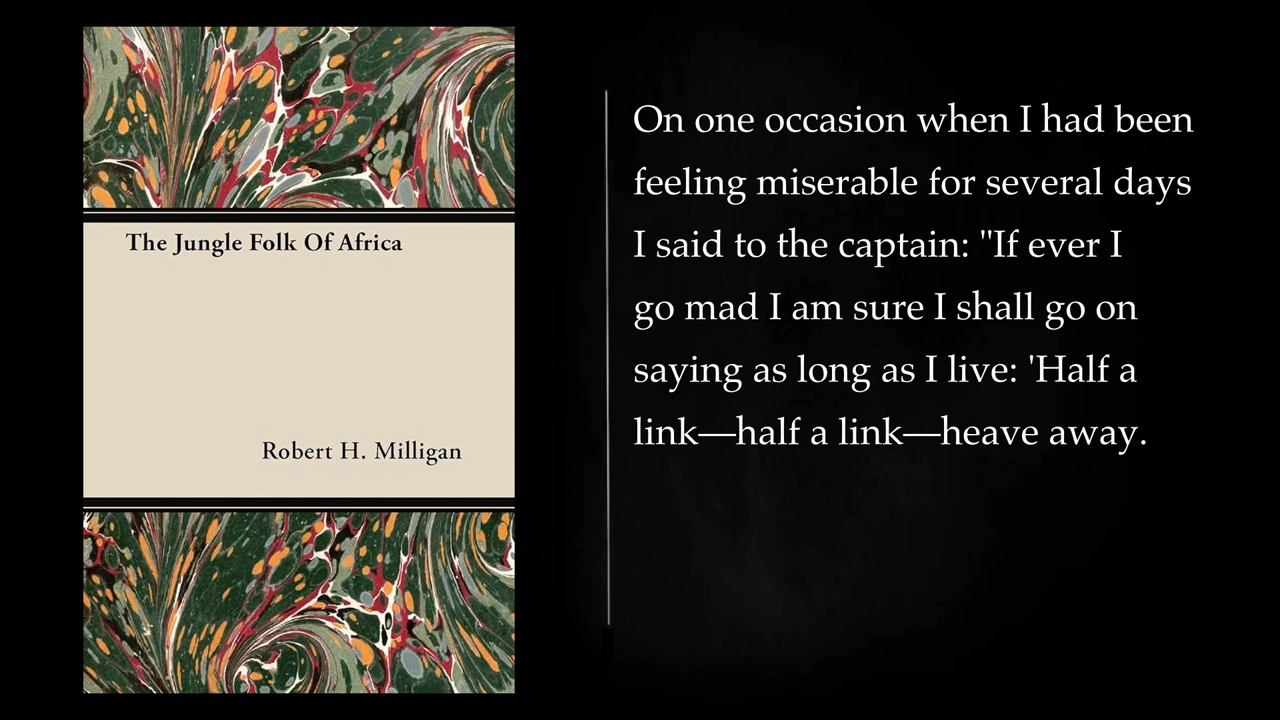 The Jungle Folk Of Africa
Robert H. Milligan
On one occasion when I had been
feeling miserable for several days
I said to the captain: "If ever I
go mad I am sure I shall go on
saying as long as I live: 'Half a
link—half a link—heave away.